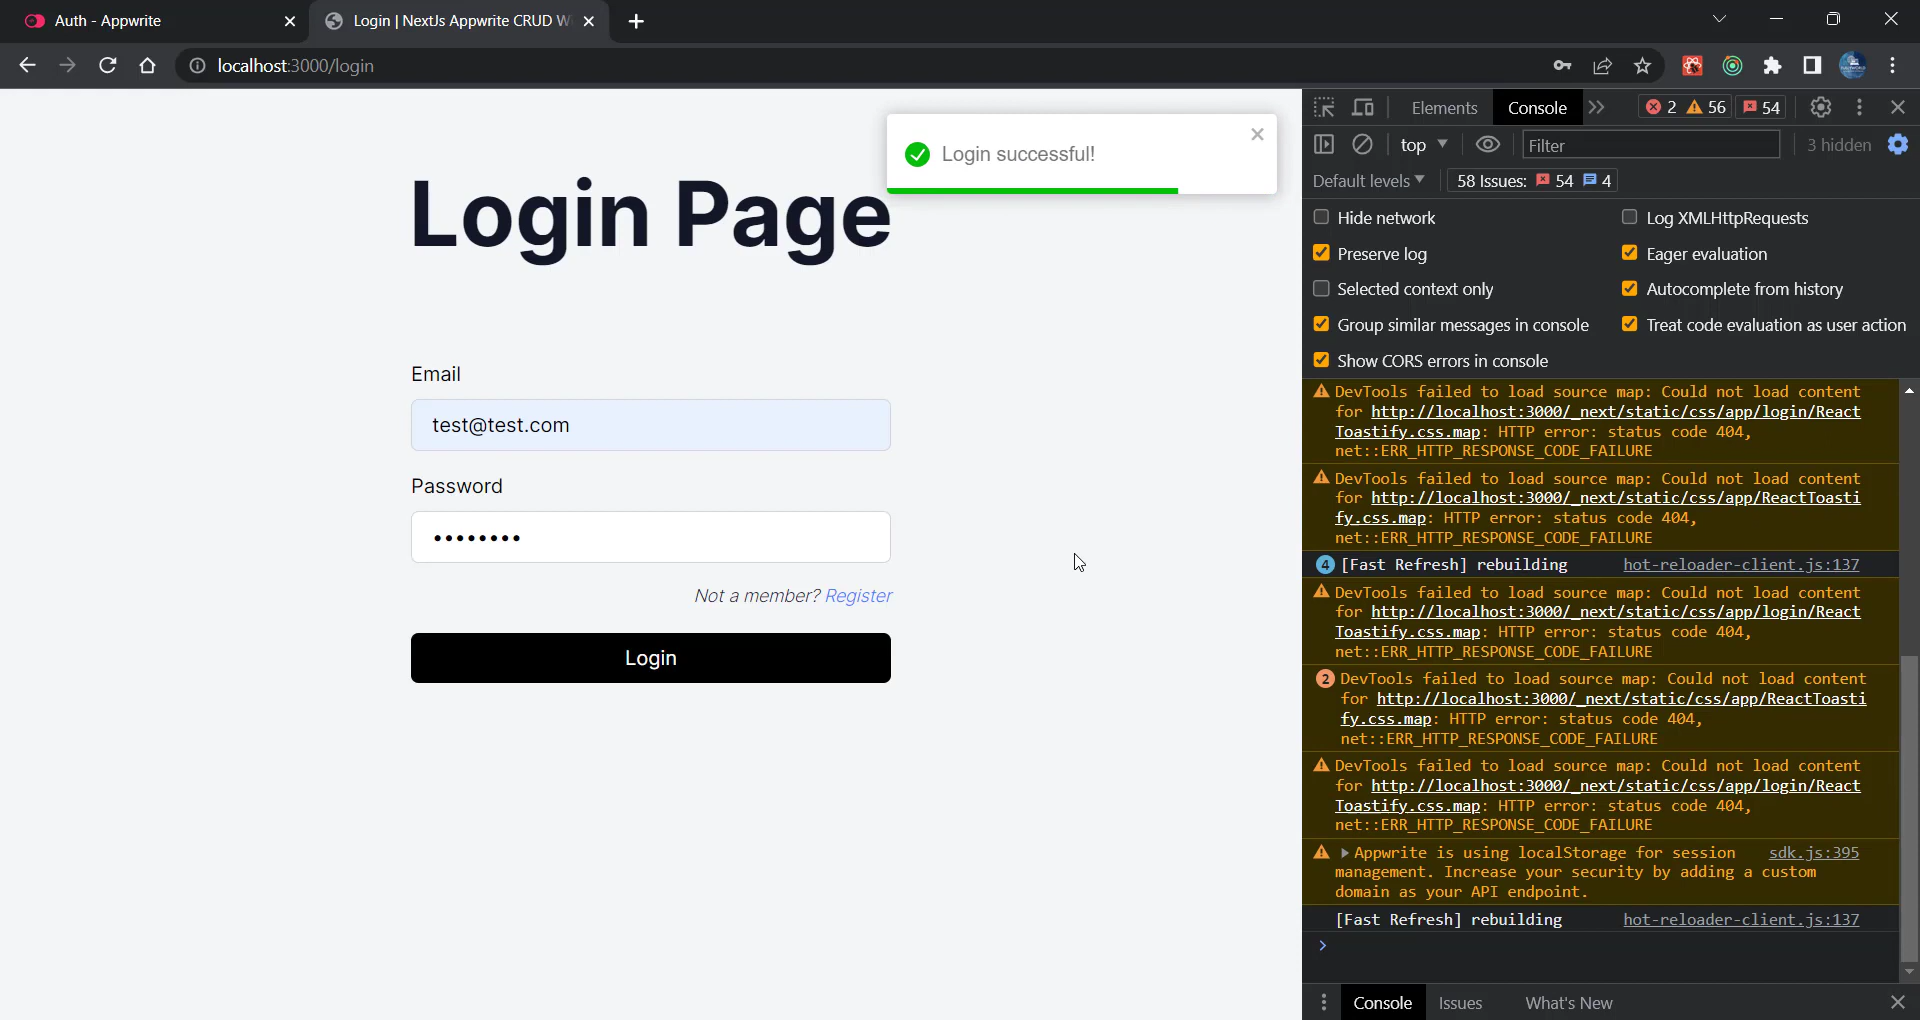 Auth - Appwrite
Login | NextJs Appwrite CRUD W
localhost:3000/login
Login successful!
Login Page
Email
test@test.com
Password
••••••••
Not a member? Register
Login
Elements
Console
2
56
54
top
Filter
3 hidden
Default levels
58 Issues:
54
4
Hide network
Log XMLHttpRequests
Preserve log
Eager evaluation
Selected context only
Autocomplete from history
Group similar messages in console
Treat code evaluation as user action
Show CORS errors in console
DevTools failed to load source map: Could not load content
for http://localhost:3000/_next/static/css/app/login/React
Toastify.css.map: HTTP error: status code 404,
net::ERR_HTTP_RESPONSE_CODE_FAILURE
DevTools failed to load source map: Could not load content
for http://localhost:3000/_next/static/css/app/ReactToasti
fy.css.map: HTTP error: status code 404,
net::ERR_HTTP_RESPONSE_CODE_FAILURE
4 [Fast Refresh] rebuilding hot-reloader-client.js:137
DevTools failed to load source map: Could not load content
for http://localhost:3000/_next/static/css/app/login/React
Toastify.css.map: HTTP error: status code 404,
net::ERR_HTTP_RESPONSE_CODE_FAILURE
2 DevTools failed to load source map: Could not load content
for http://localhost:3000/_next/static/css/app/ReactToasti
fy.css.map: HTTP error: status code 404,
net::ERR_HTTP_RESPONSE_CODE_FAILURE
DevTools failed to load source map: Could not load content
for http://localhost:3000/_next/static/css/app/login/React
Toastify.css.map: HTTP error: status code 404,
net::ERR_HTTP_RESPONSE_CODE_FAILURE
Appwrite is using localStorage for session sdk.js:395
management. Increase your security by adding a custom
domain as your API endpoint.
[Fast Refresh] rebuilding hot-reloader-client.js:137
Console
Issues
What's New